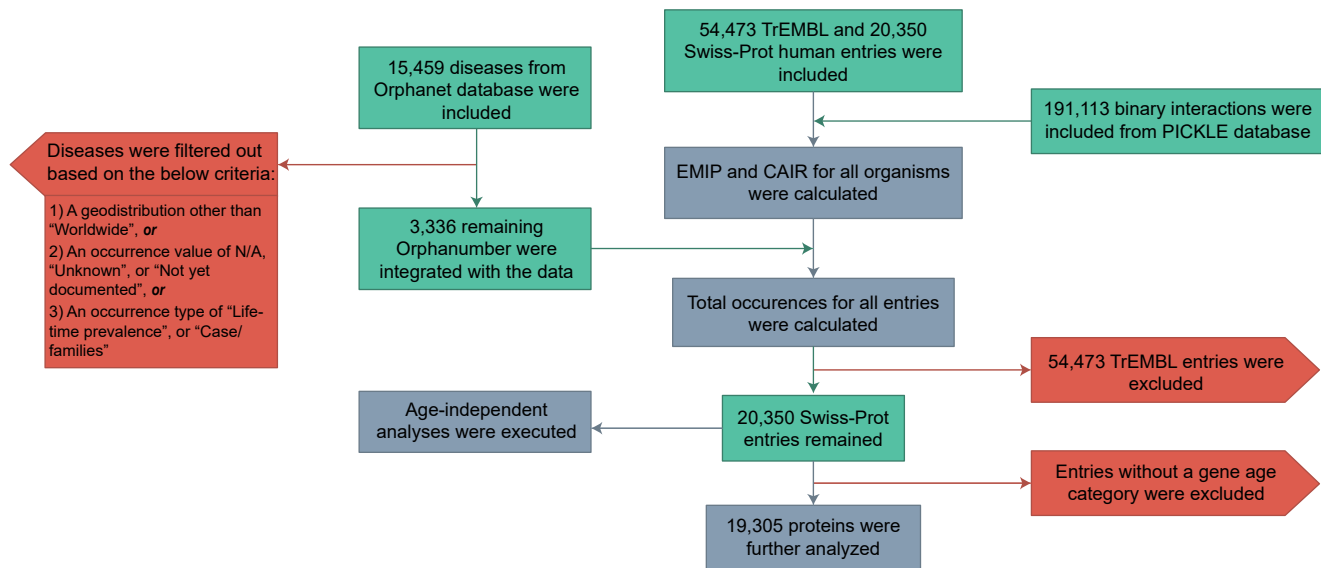 54,473 TrEMBL and 20,350
Swiss-Prot human entries were
included
15,459 diseases from
Orphanet database were
included
191,113 binary interactions were
included from PICKLE database
Diseases were filtered out
based on the below criteria:
1) A geodistribution other than
“Worldwide”, or
2) An occurrence value of N/A,
“Unknown”, or “Not yet
documented”, or
3) An occurrence type of “Life-
time prevalence”, or “Case/
families”
EMIP and CAIR for all organisms
were calculated
3,336 remaining
Orphanumber were
integrated with the data
Total occurences for all entries
were calculated
54,473 TrEMBL entries were
excluded
Age-independent
analyses were executed
20,350 Swiss-Prot
entries remained
Entries without a gene age
category were excluded
19,305 proteins were
further analyzed